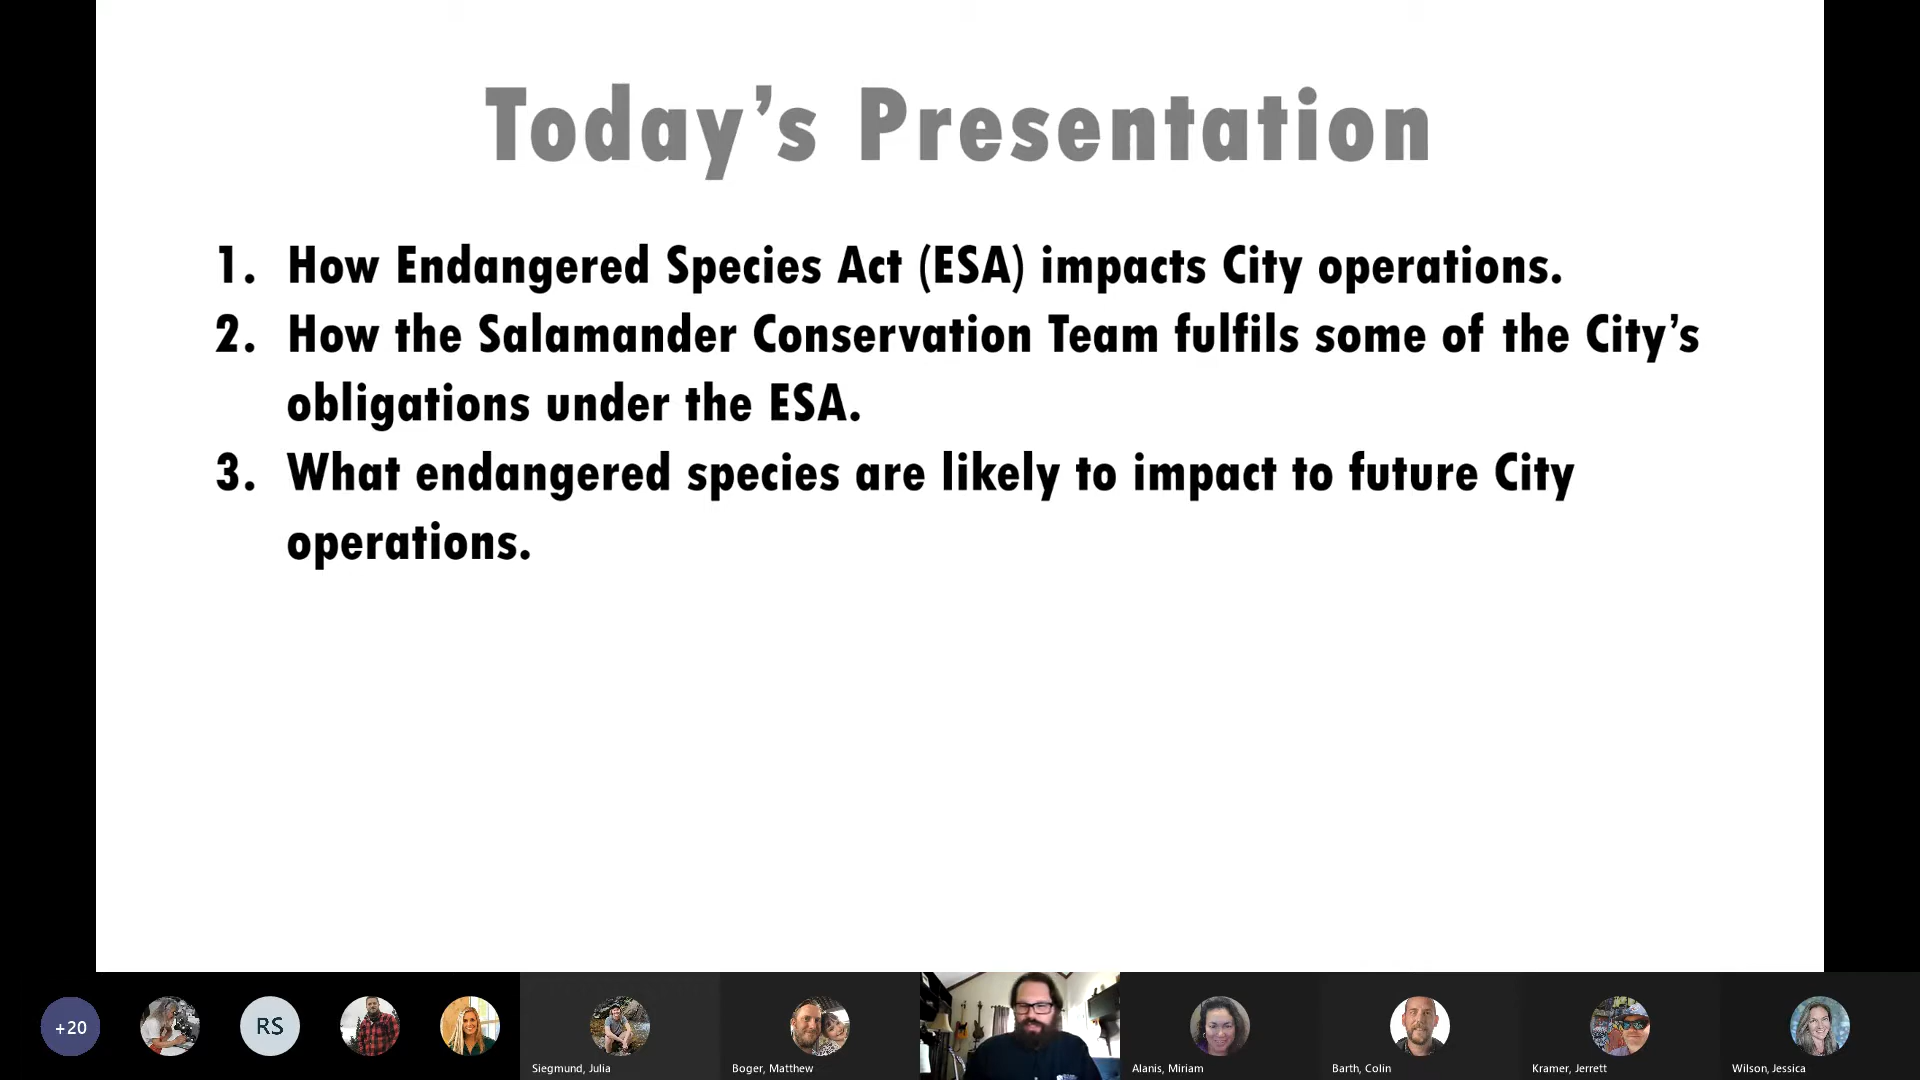 Today’s Presentation
1. How Endangered Species Act (ESA) impacts City operations.
2. How the Salamander Conservation Team fulfils some of the City’s
obligations under the ESA.
3. What endangered species are likely to impact to future City
operations.
+20
RS
Siegmund, Julia
Boger, Matthew
Alanis, Miriam
Barth, Colin
Kramer, Jerrett
Wilson, Jessica